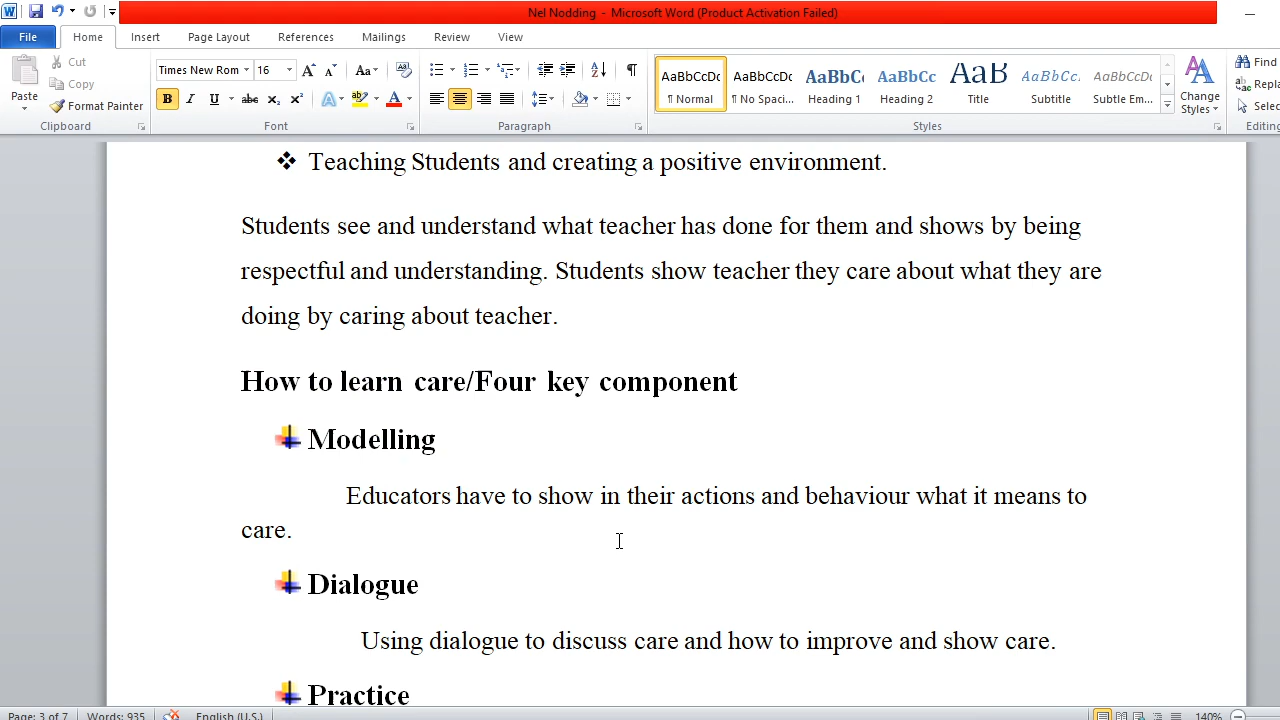 Nel Nodding - Microsoft Word (Product Activation Failed)
File Home Insert Page Layout References Mailings Review View
Paste Cut Copy Format Painter
Times New Rom 16
AaBbCcDc AaBbCcDc AaBbCc AaBbCc AaB AaBbCc. AaBbCcDc
¶ Normal ¶ No Spaci... Heading 1 Heading 2 Title Subtitle Subtle Em...
Change Styles
Find
Repla
Selec
Clipboard Font Paragraph Styles Editing
Teaching Students and creating a positive environment.
Students see and understand what teacher has done for them and shows by being
respectful and understanding. Students show teacher they care about what they are
doing by caring about teacher.
How to learn care/Four key component
Modelling
Educators have to show in their actions and behaviour what it means to
care.
Dialogue
Using dialogue to discuss care and how to improve and show care.
Practice
Page: 3 of 7 Words: 935 English (U.S.) 140%